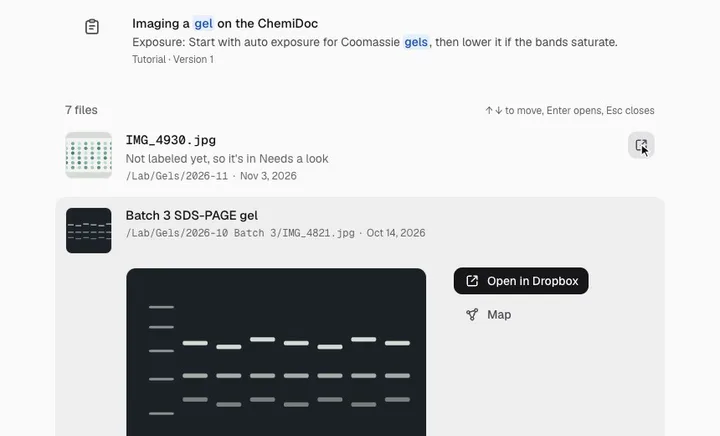 Imaging a gel on the ChemiDoc
Exposure: Start with auto exposure for Coomassie gels, then lower it if the bands saturate.
Tutorial · Version 1
7 files
↑↓ to move, Enter opens, Esc closes
IMG_4930.jpg
Not labeled yet, so it's in Needs a look
/Lab/Gels/2026-11 · Nov 3, 2026
Batch 3 SDS-PAGE gel
/Lab/Gels/2026-10 Batch 3/IMG_4821.jpg · Oct 14, 2026
Open in Dropbox
Map